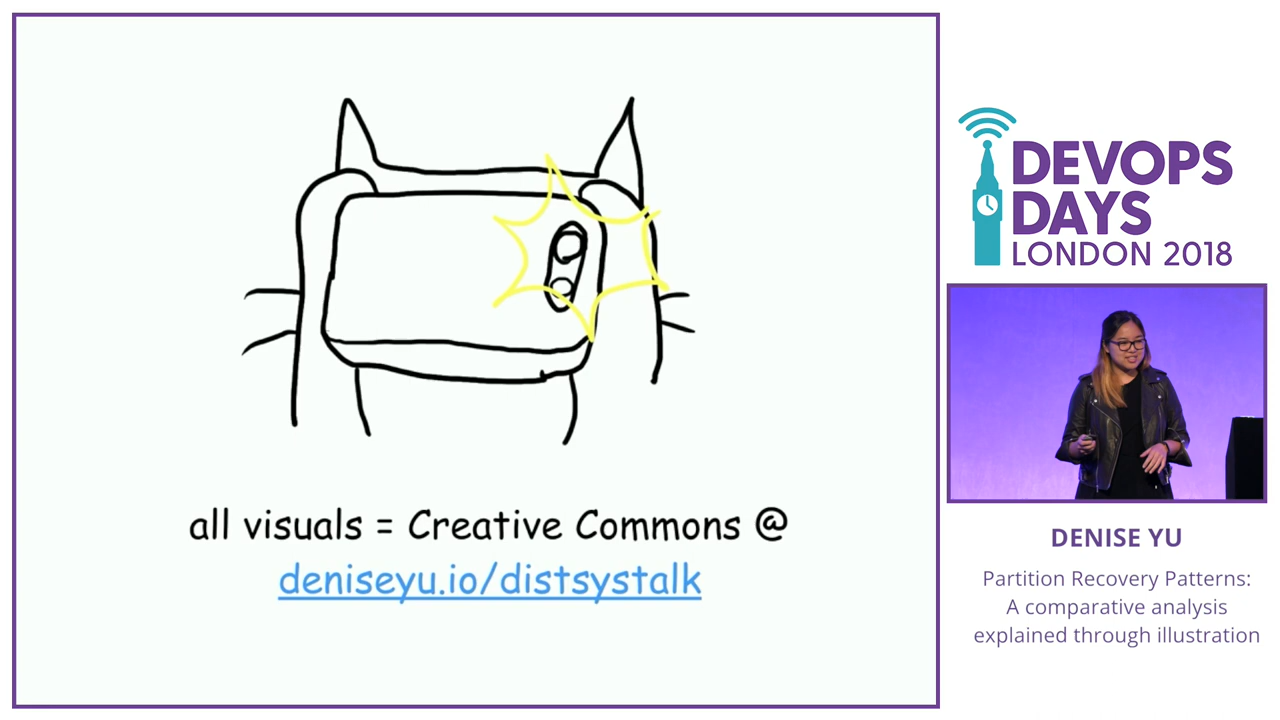 all visuals = Creative Commons @
deniseyu.io/distsystalk
DEVOPS
DAYS
LONDON 2018
DENISE YU
Partition Recovery Patterns:
A comparative analysis
explained through illustration